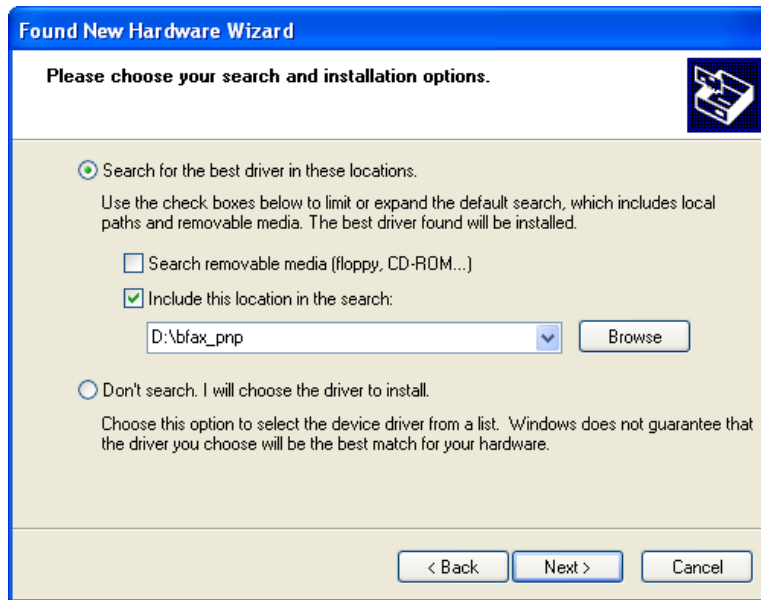 Found New Hardware Wizard
Please choose your search and installation options.
Search for the best driver in these locations.
Use the check boxes below to limit or expand the default search, which includes local
paths and removable media. The best driver found will be installed.
Search removable media (floppy, CD-ROM...)
Include this location in the search:
D:\bfax_pnp
Browse
Don't search. I will choose the driver to install.
Choose this option to select the device driver from a list.  Windows does not guarantee that
the driver you choose will be the best match for your hardware.
< Back
Next >
Cancel